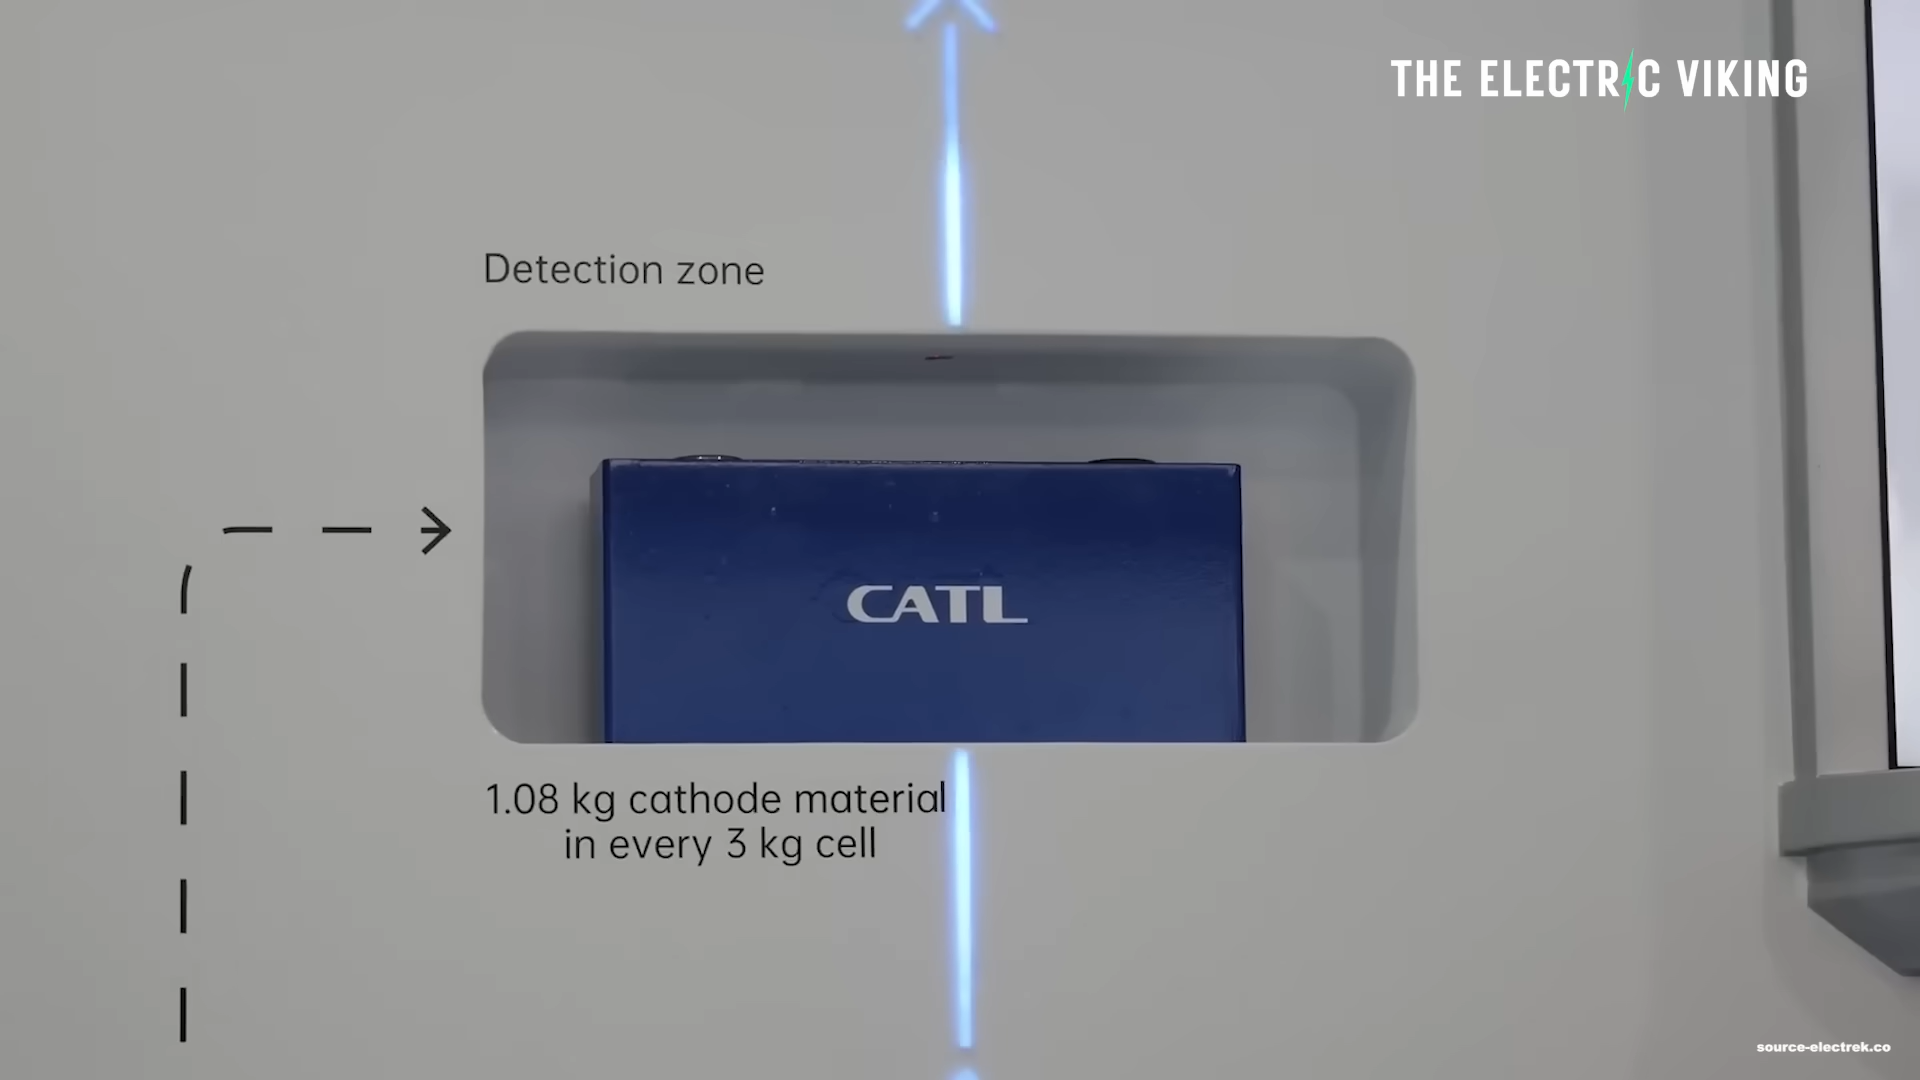 THE ELECTRIC VIKING
Detection zone
CATL
1.08 kg cathode material
in every 3 kg cell
source-electrek.co